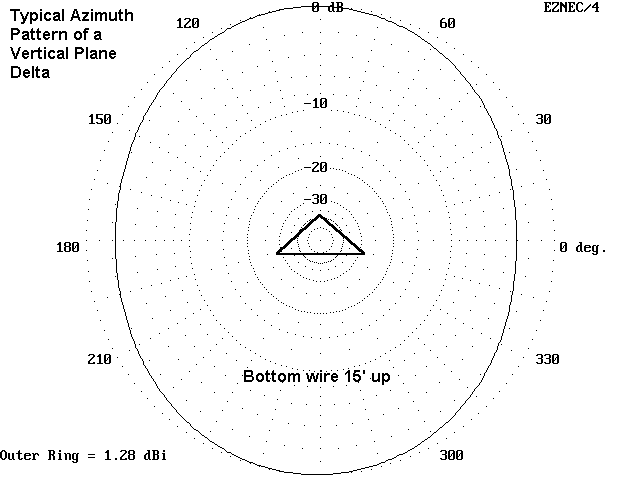 Typical Azimuth
Pattern of a
Vertical Plane
Delta
0 dB
EZNEC/4
120
60
-10
150
30
-20
-30
180
0 deg.
210
330
Bottom wire 15' up
Outer Ring = 1.28 dBi
300